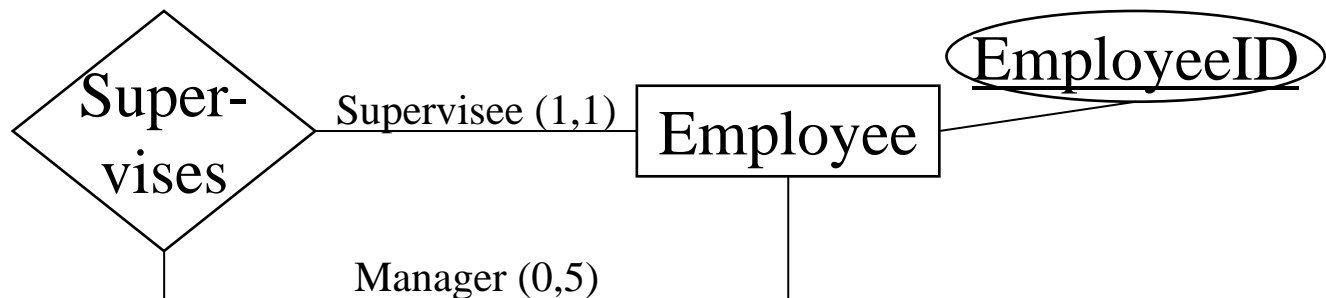 EmployeeID
Super-
vises
Supervisee (1,1)
Employee
Manager (0,5)